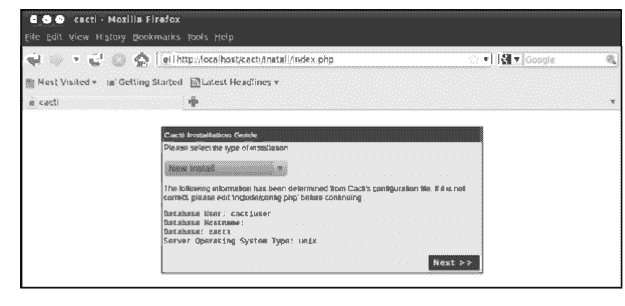 cacti - Mozilla Firefox
File Edit View History Bookmarks Tools Help
http://localhost/cacti/install/index.php
Google
Most Visited Getting Started Latest Headlines
cacti
Cacti Installation Guide
Please select the type of installation
New Install
The following information has been determined from Cacti's configuration file. If it is not
correct, please edit 'include/config.php' before continuing
Database User: cactiuser
Database Hostname:
Database: cacti
Server Operating System Type: unix
Next >>